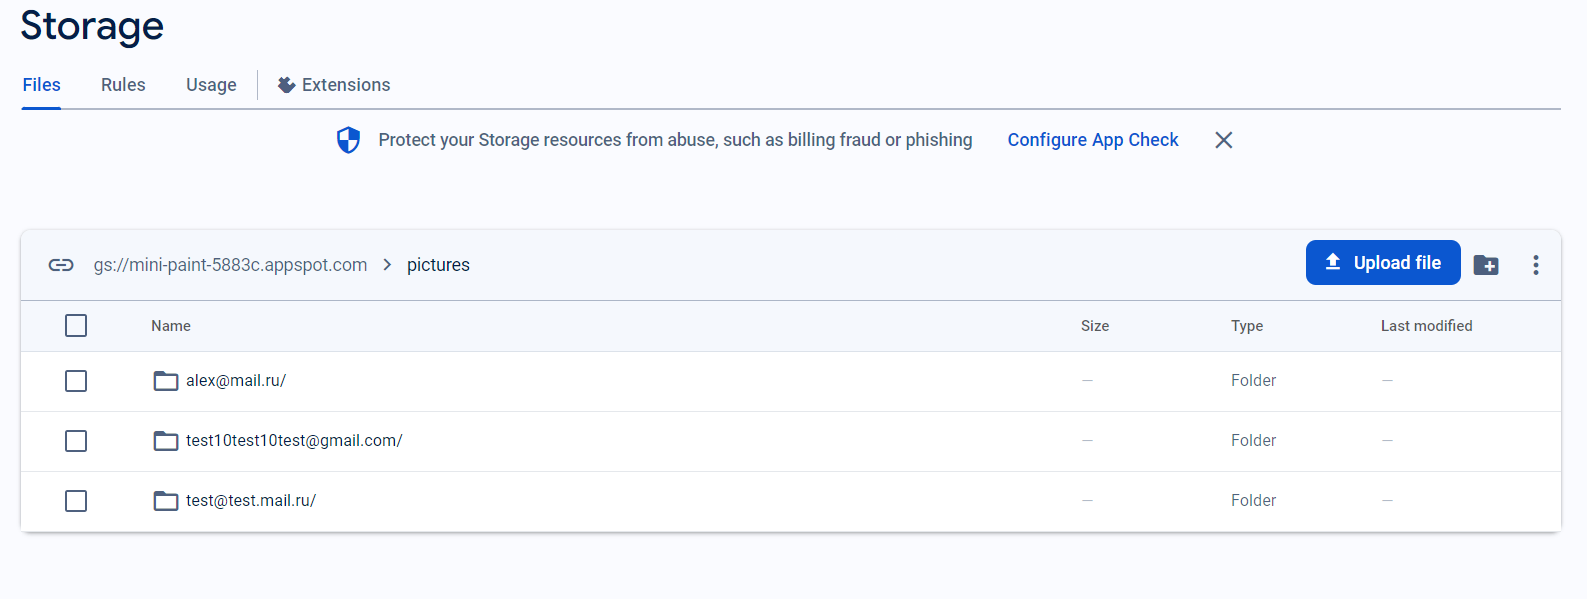 Storage
Files Rules Usage Extensions
Protect your Storage resources from abuse, such as billing fraud or phishing Configure App Check
gs://mini-paint-5883c.appspot.com > pictures Upload file
Name Size Type Last modified
alex@mail.ru/ — Folder —
test10test10test@gmail.com/ — Folder —
test@test.mail.ru/ — Folder —